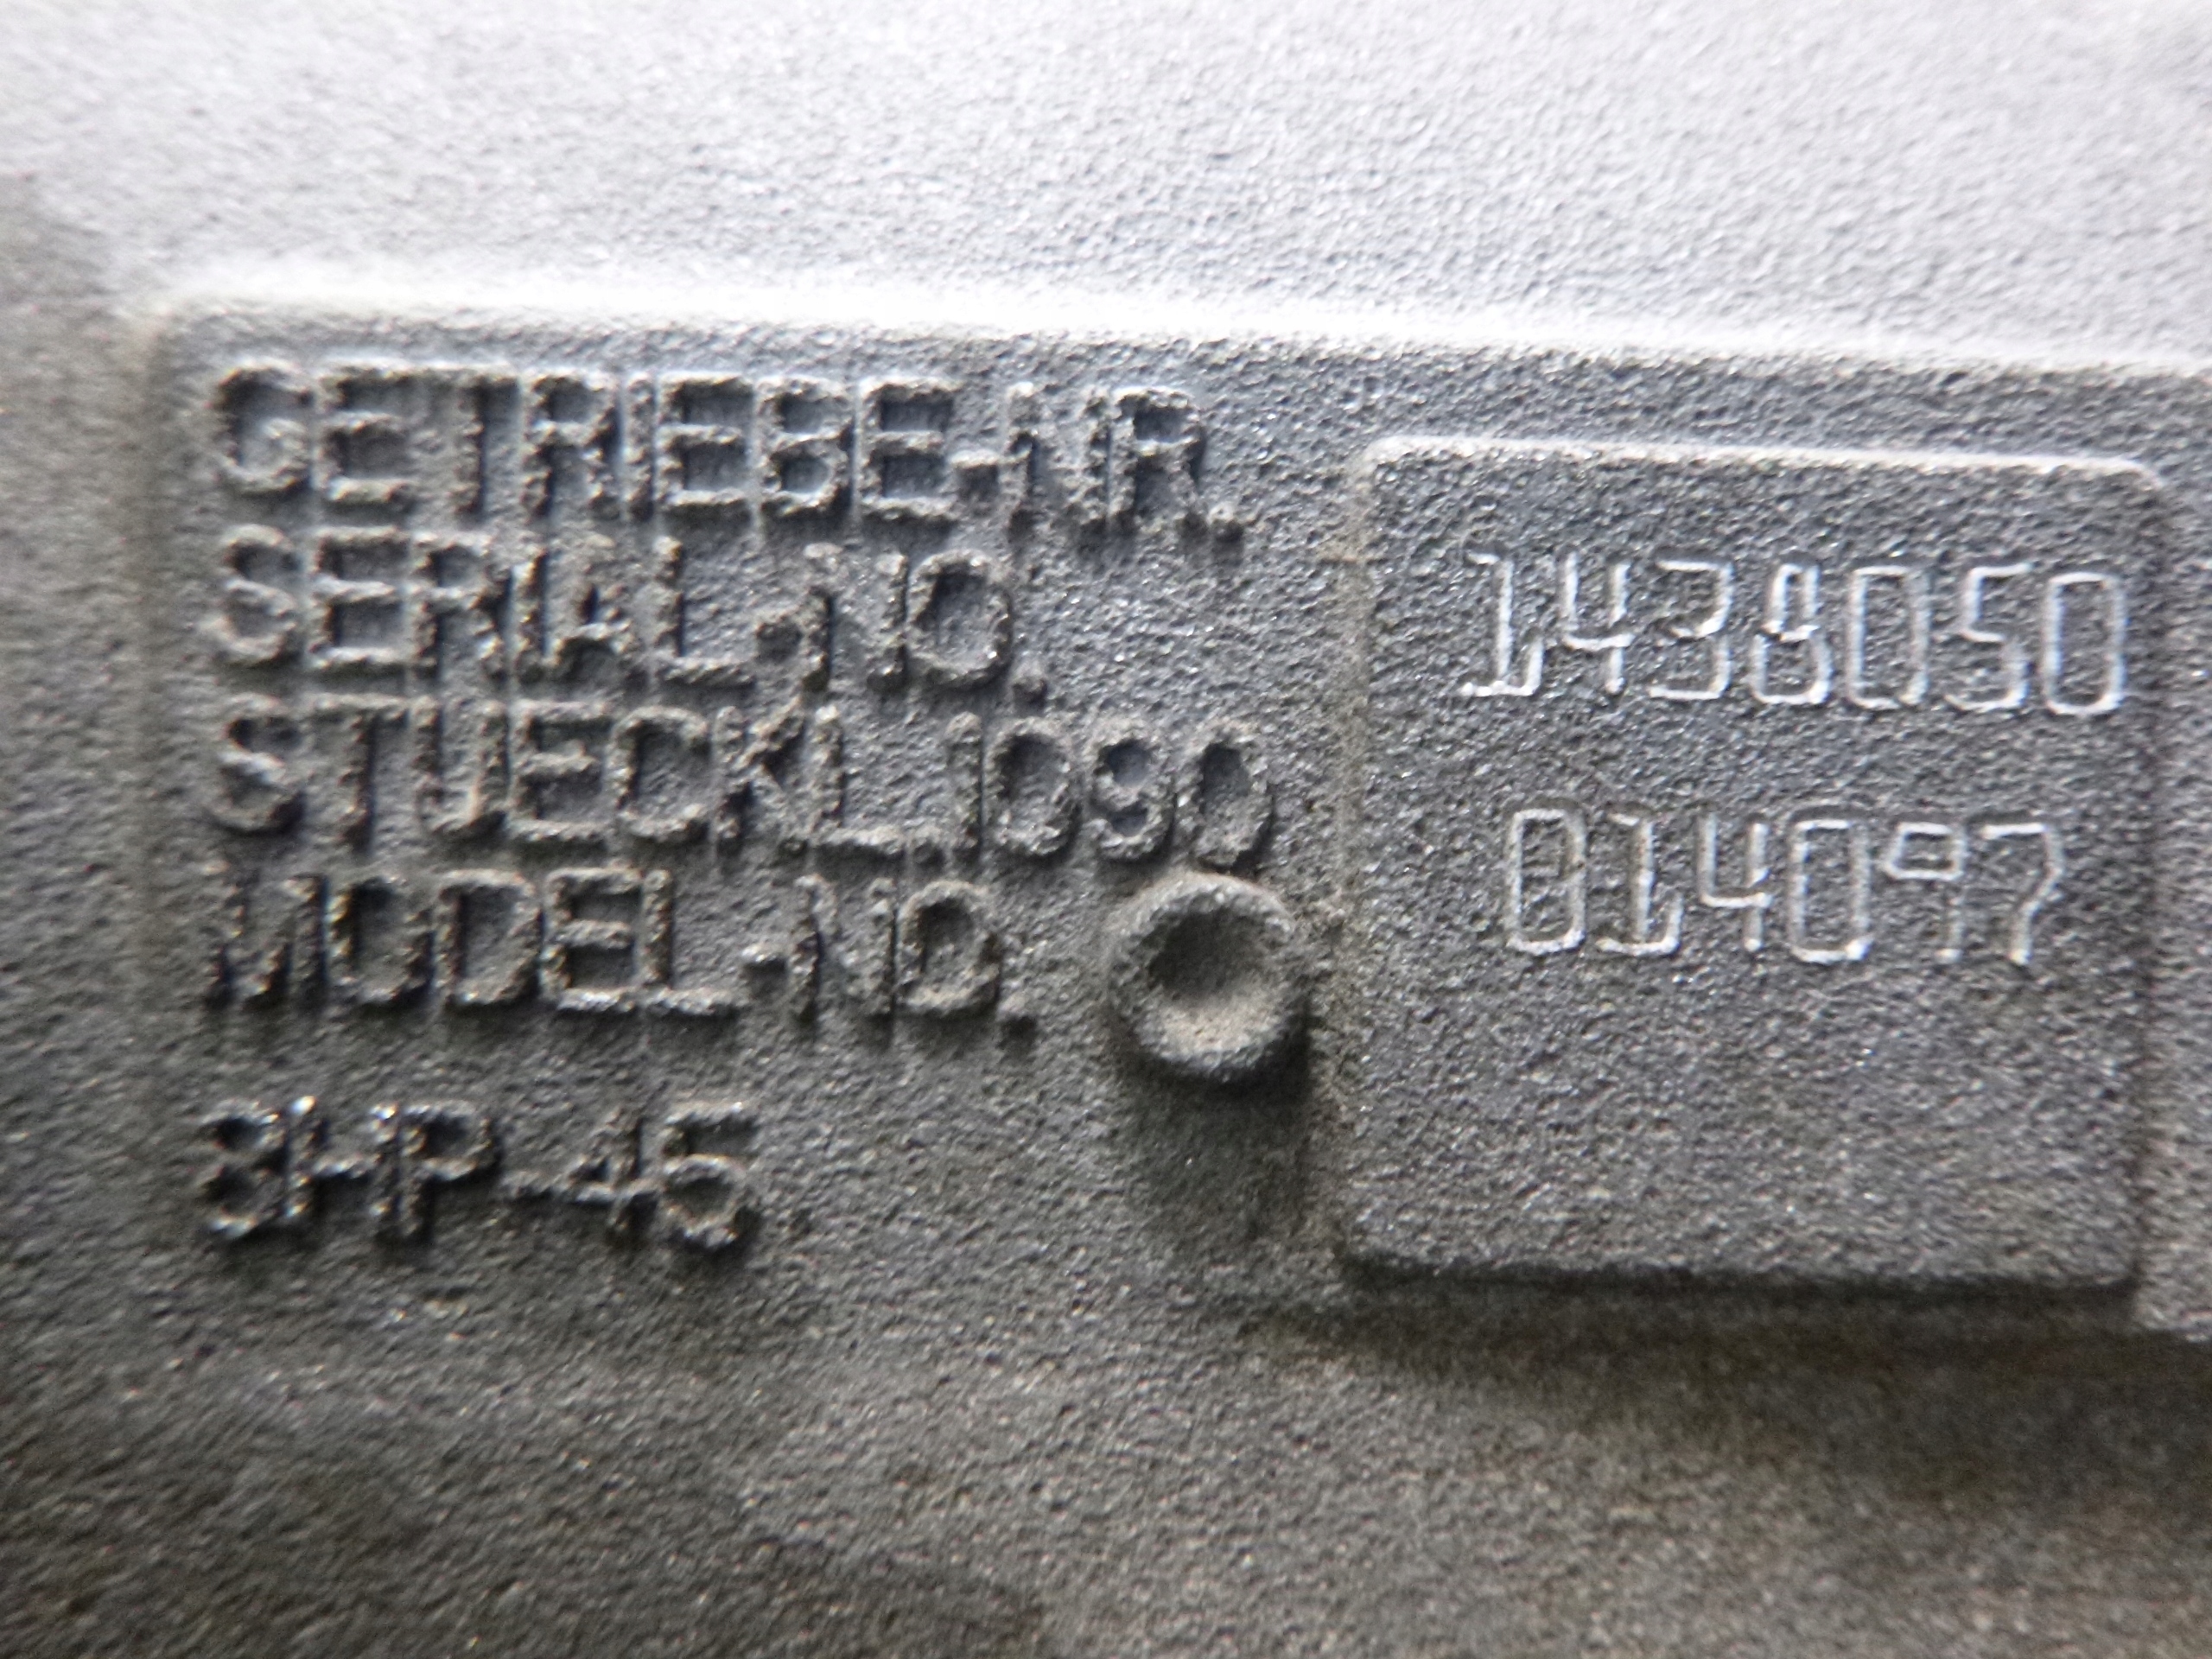 GETRIEBE-NR.
SERIAL-NO.
STUECKL.1090
MODEL-NO.
8HP-45
1438050
014097